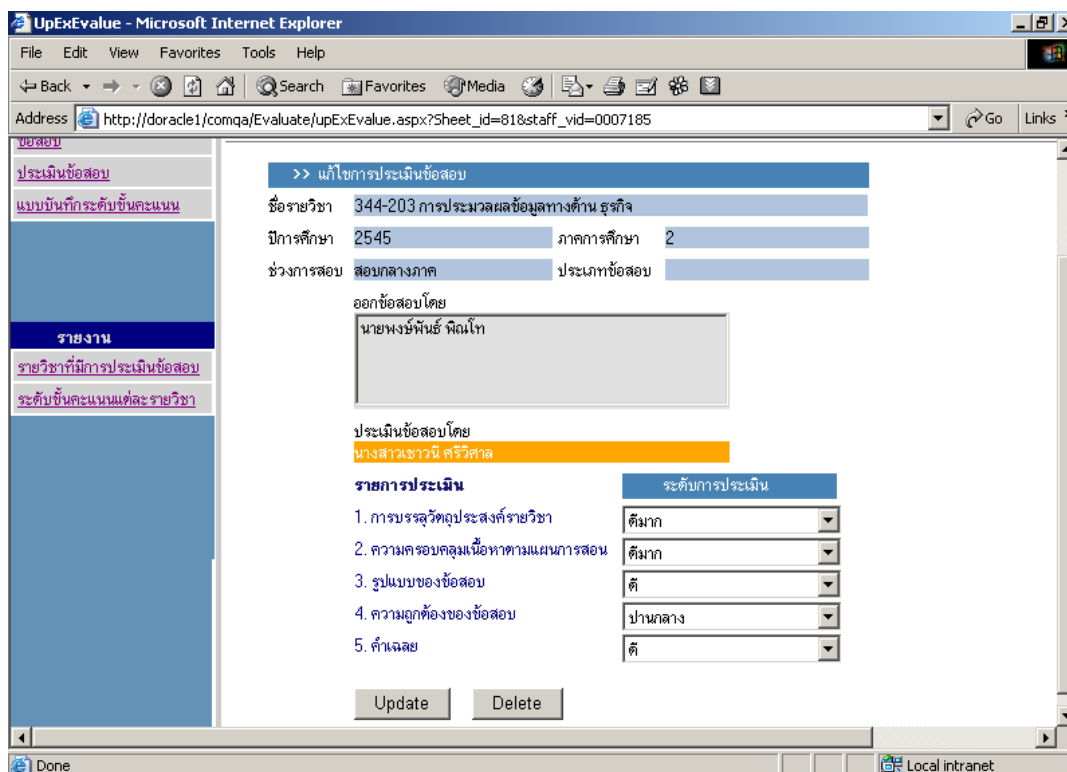 UpExEvalue - Microsoft Internet Explorer
File Edit View Favorites Tools Help
Back Search Favorites Media
Address http://doracle1/comqa/Evaluate/upExEvalue.aspx?Sheet_id=81&staff_vid=0007185 Go Links
ข้อสอบ
ประเมินข้อสอบ
แบบบันทึกระดับขั้นคะแนน
รายงาน
รายวิชาที่มีการประเมินข้อสอบ
ระดับขั้นคะแนนแต่ละรายวิชา
>> แก้ไขการประเมินข้อสอบ
ชื่อรายวิชา 344-203 การประมวลผลข้อมูลทางด้าน ธุรกิจ
ปีการศึกษา 2545 ภาคการศึกษา 2
ช่วงการสอบ สอบกลางภาค ประเภทข้อสอบ
ออกข้อสอบโดย
นายพงษ์พันธ์ พิณโท
ประเมินข้อสอบโดย
นางสาวเชาวนี ศรีวิศาล
รายการประเมิน ระดับการประเมิน
1. การบรรลุวัตถุประสงค์รายวิชา ดีมาก
2. ความครอบคลุมเนื้อหาตามแผนการสอน ดีมาก
3. รูปแบบของข้อสอบ ดี
4. ความถูกต้องของข้อสอบ ปานกลาง
5. คำเฉลย ดี
Update Delete
Done Local intranet